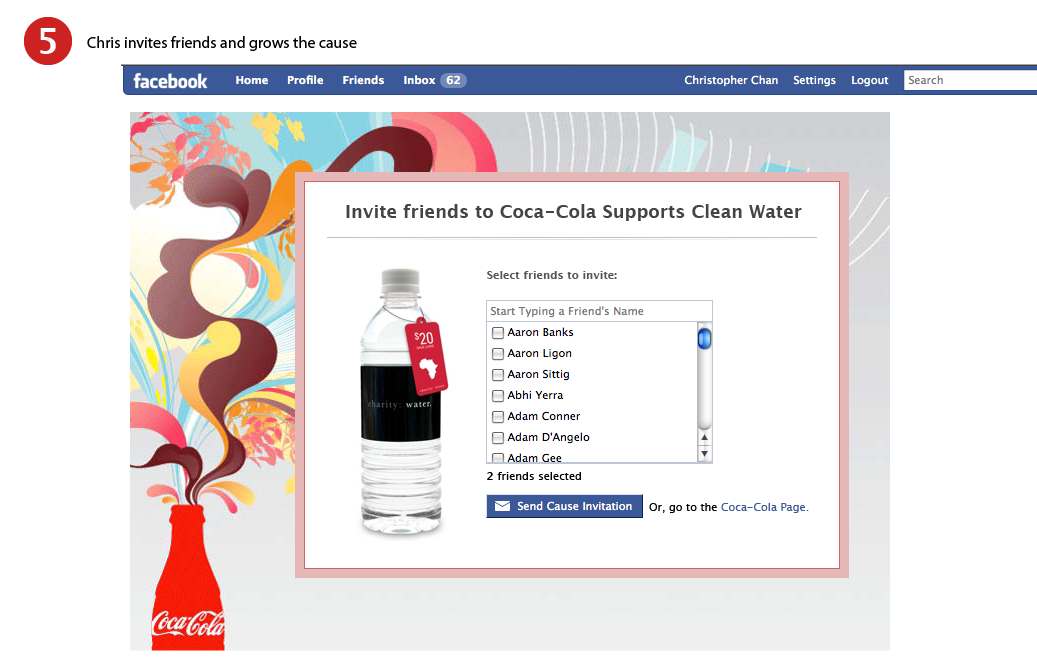 5
Chris invites friends and grows the cause
facebook Home Profile Friends Inbox 62 Christopher Chan Settings Logout Search
Invite friends to Coca-Cola Supports Clean Water
Select friends to invite:
Start Typing a Friend's Name
Aaron Banks
Aaron Ligon
Aaron Sittig
Abhi Yerra
Adam Conner
Adam D'Angelo
Adam Gee
2 friends selected
Send Cause Invitation Or, go to the Coca-Cola Page.
$20
charity: water.
Coca-Cola